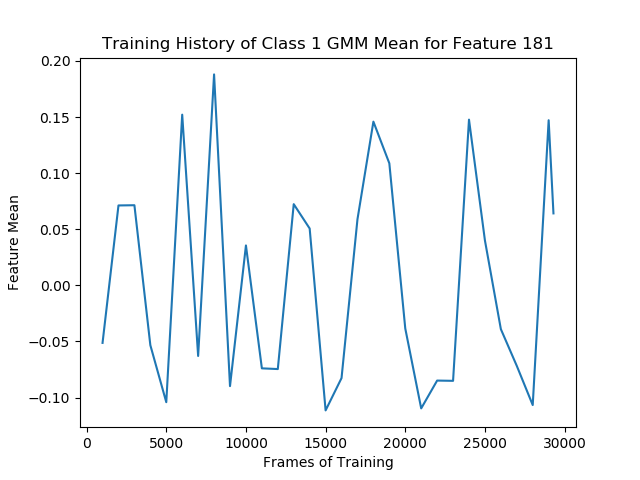 Training History of Class 1 GMM Mean for Feature 181
0.20
0.15
0.10
0.05
0.00
−0.05
−0.10
Feature Mean
0 5000 10000 15000 20000 25000 30000
Frames of Training